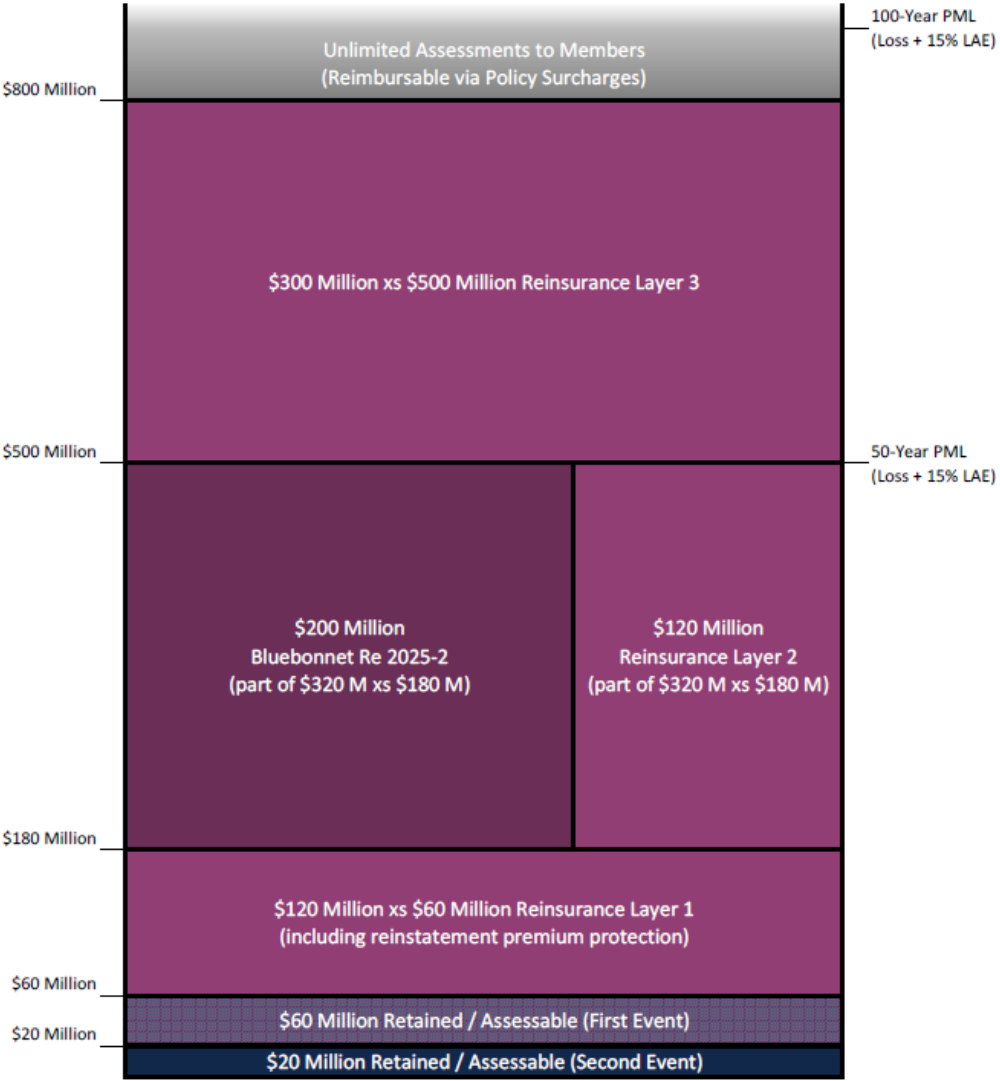 100-Year PML
(Loss + 15% LAE)
Unlimited Assessments to Members
(Reimbursable via Policy Surcharges)
$800 Million
$300 Million xs $500 Million Reinsurance Layer 3
$500 Million
50-Year PML
(Loss + 15% LAE)
$200 Million
Bluebonnet Re 2025-2
(part of $320 M xs $180 M)
$120 Million
Reinsurance Layer 2
(part of $320 M xs $180 M)
$180 Million
$120 Million xs $60 Million Reinsurance Layer 1
(including reinstatement premium protection)
$60 Million
$60 Million Retained / Assessable (First Event)
$20 Million
$20 Million Retained / Assessable (Second Event)